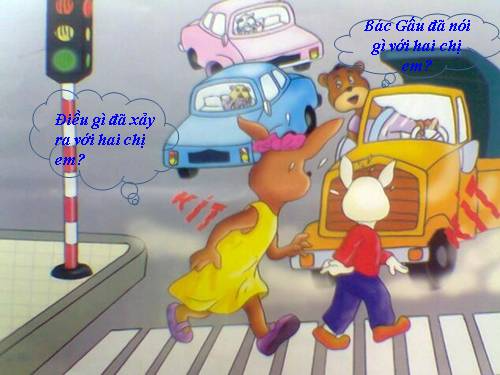 Bác Gấu đã nói
gì với hai chị
em?
Điều gì đã xảy
ra với hai chị
em?
KÍT
KÍT